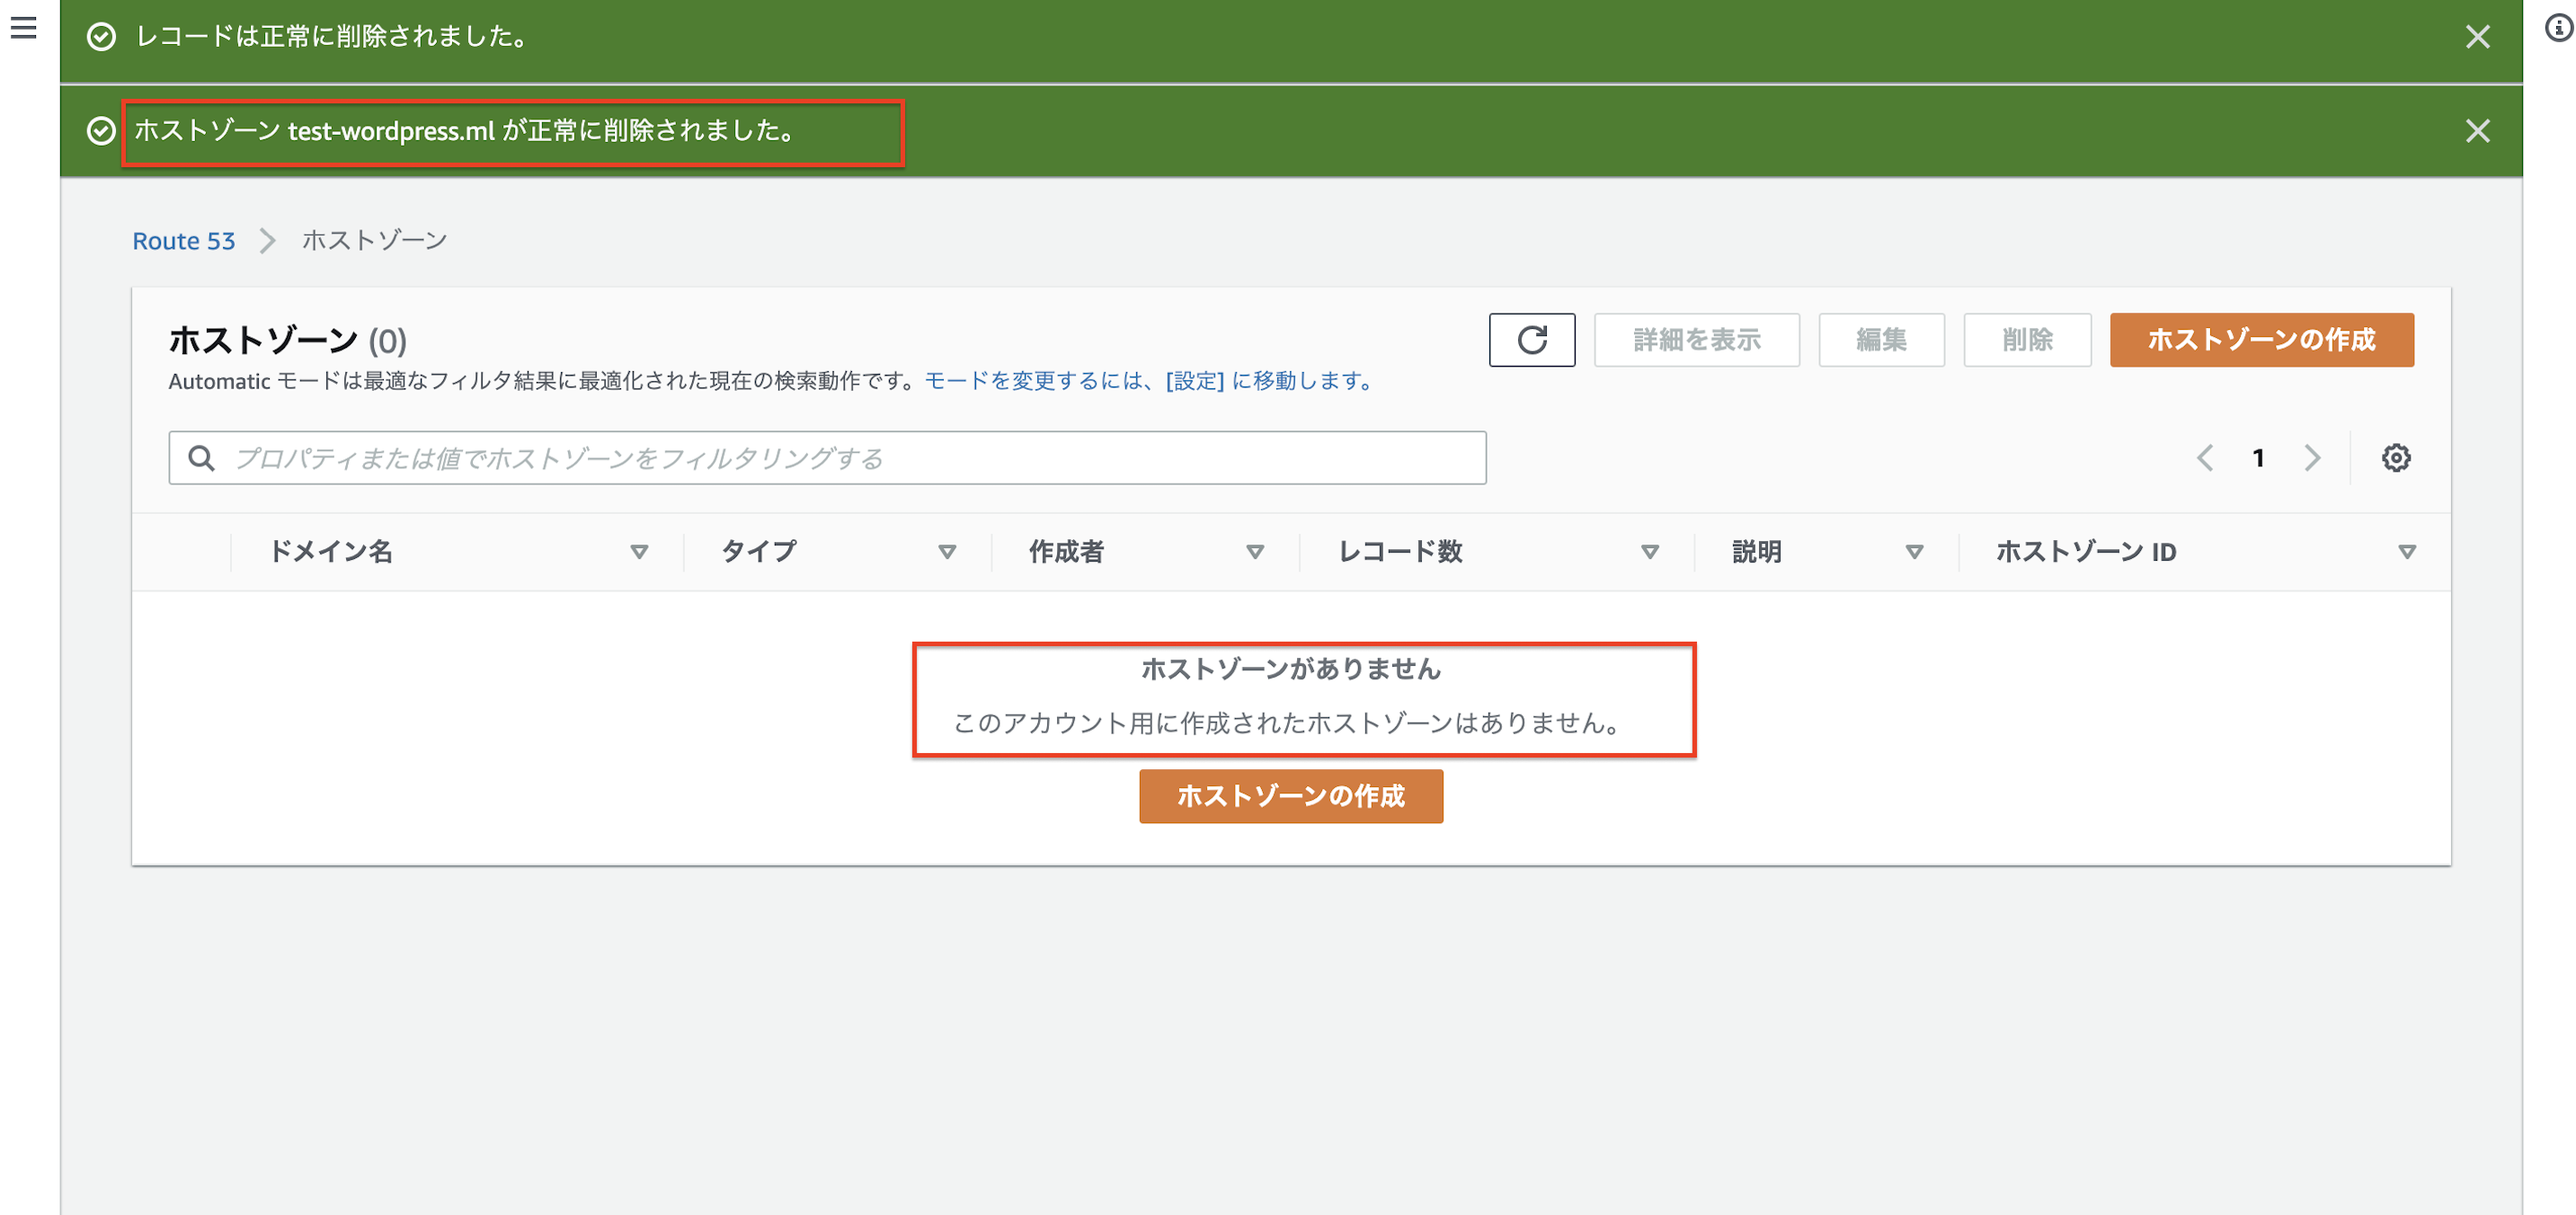 レコードは正常に削除されました。
ホストゾーン test-wordpress.ml が正常に削除されました。
Route 53 ホストゾーン
ホストゾーン (0)
詳細を表示 編集 削除 ホストゾーンの作成
Automatic モードは最適なフィルタ結果に最適化された現在の検索動作です。モードを変更するには、[設定] に移動します。
プロパティまたは値でホストゾーンをフィルタリングする
1
ドメイン名 タイプ 作成者 レコード数 説明 ホストゾーン ID
ホストゾーンがありません
このアカウント用に作成されたホストゾーンはありません。
ホストゾーンの作成